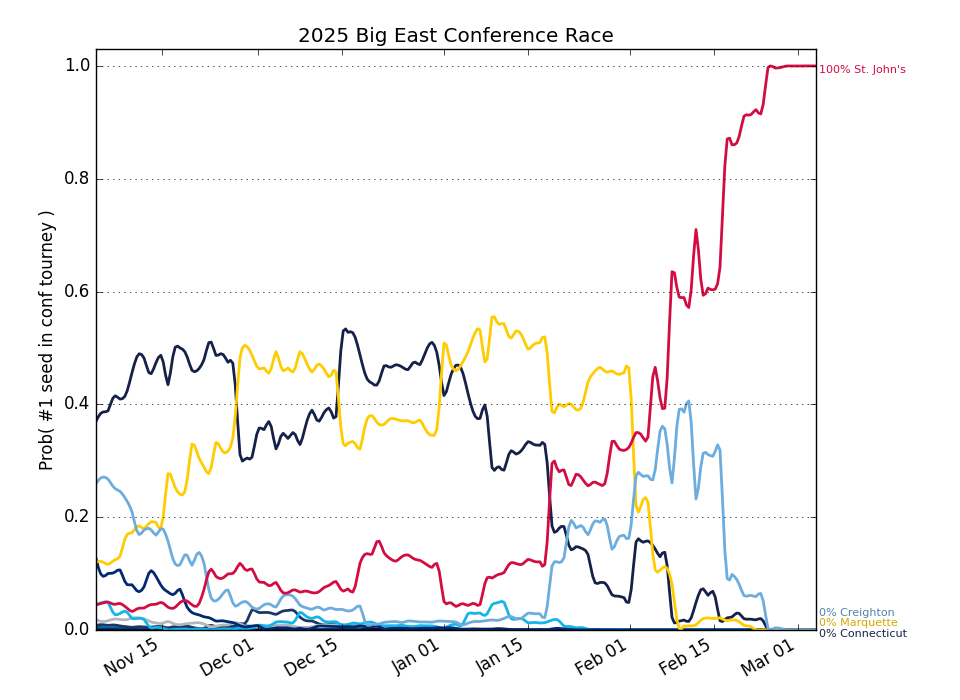 2025 Big East Conference Race
Prob( #1 seed in conf tourney )
1.0
0.8
0.6
0.4
0.2
0.0
Nov 15
Dec 01
Dec 15
Jan 01
Jan 15
Feb 01
Feb 15
Mar 01
100% St. John's
0% Creighton
0% Marquette
0% Connecticut